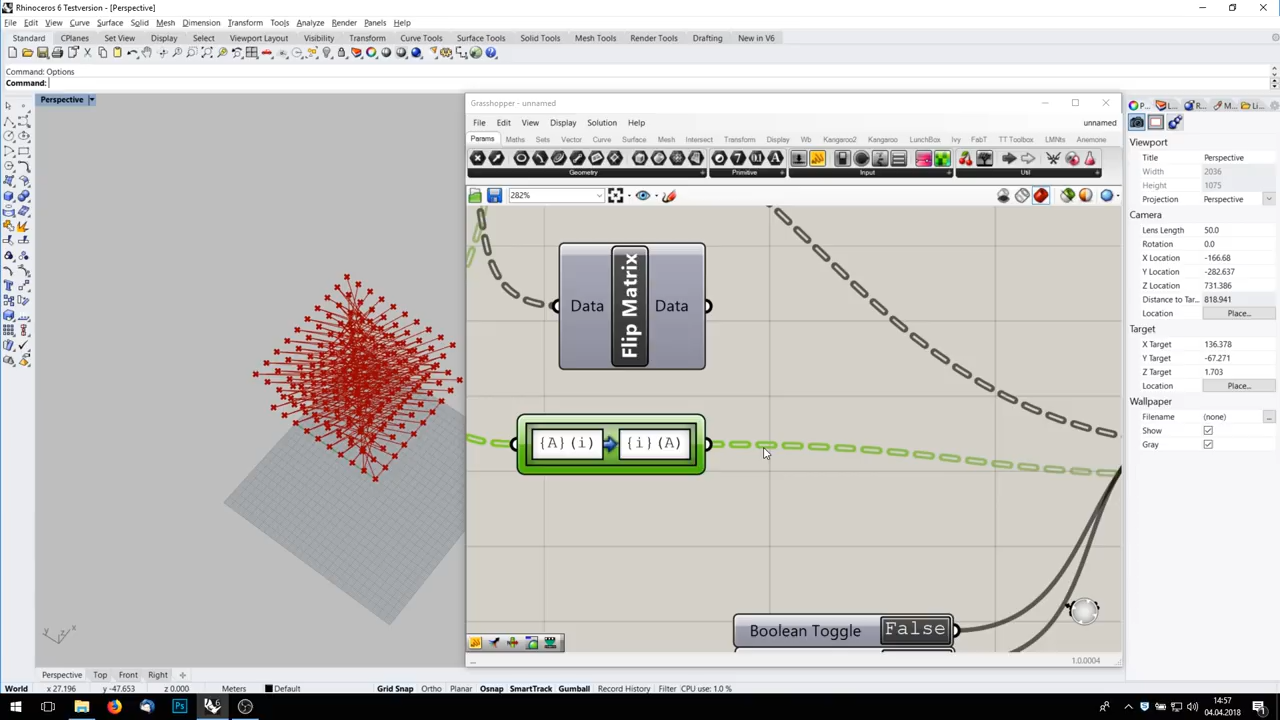 Rhinoceros 6 Testversion - [Perspective]
File Edit View Curve Surface Solid Mesh Dimension Transform Tools Analyze Render Panels Help
Standard CPlanes Set View Display Select Viewport Layout Visibility Transform Curve Tools Surface Tools Solid Tools Mesh Tools Render Tools Drafting New in V6
Command: Options
Command:
Perspective
Grasshopper - unnamed
File Edit View Display Solution Help
unnamed
Params Maths Sets Vector Curve Surface Mesh Intersect Transform Display Wb Kangaroo2 Kangaroo LunchBox Ivy FabT TT Toolbox LMNts Anemone
Geometry Primitive Input Util
282%
Data Flip Matrix Data
{A}(i) {i}(A)
Boolean Toggle False
1.0.0004
P... L... R... M... Li...
Viewport
Title Perspective
Width 2036
Height 1075
Projection Perspective
Camera
Lens Length 50.0
Rotation 0.0
X Location -166.68
Y Location -282.637
Z Location 731.386
Distance to Tar... 818.941
Location Place...
Target
X Target 136.378
Y Target -67.271
Z Target 1.703
Location Place...
Wallpaper
Filename (none) ...
Show
Gray
z y x
Perspective Top Front Right
World x 27.196 y -47.653 z 0.000 Meters Default Grid Snap Ortho Planar Osnap SmartTrack Gumball Record History Filter CPU use: 1.0 %
14:57
04.04.2018